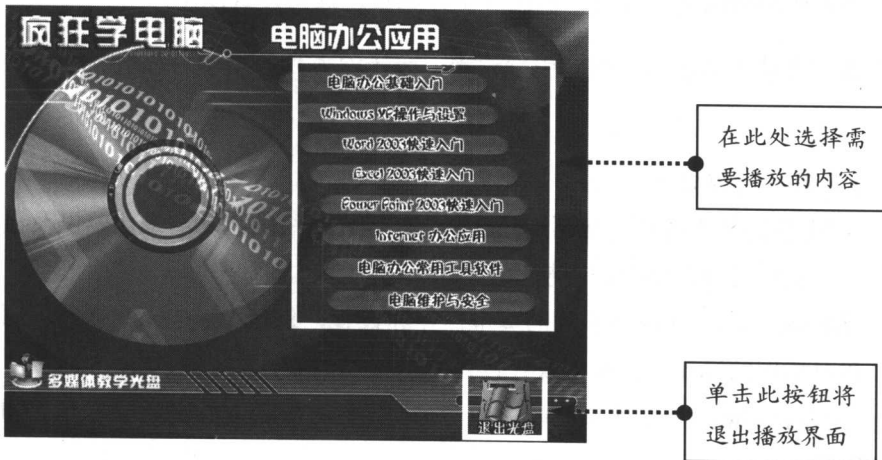 疯狂学电脑
电脑办公应用
电脑办公基础入门
Windows XP操作与设置
Word 2003快速入门
Excel 2003快速入门
Power Point 2003快速入门
Internet 办公应用
电脑办公常用工具软件
电脑维护与安全
在此处选择需
要播放的内容
多媒体教学光盘
退出光盘
单击此按钮将
退出播放界面